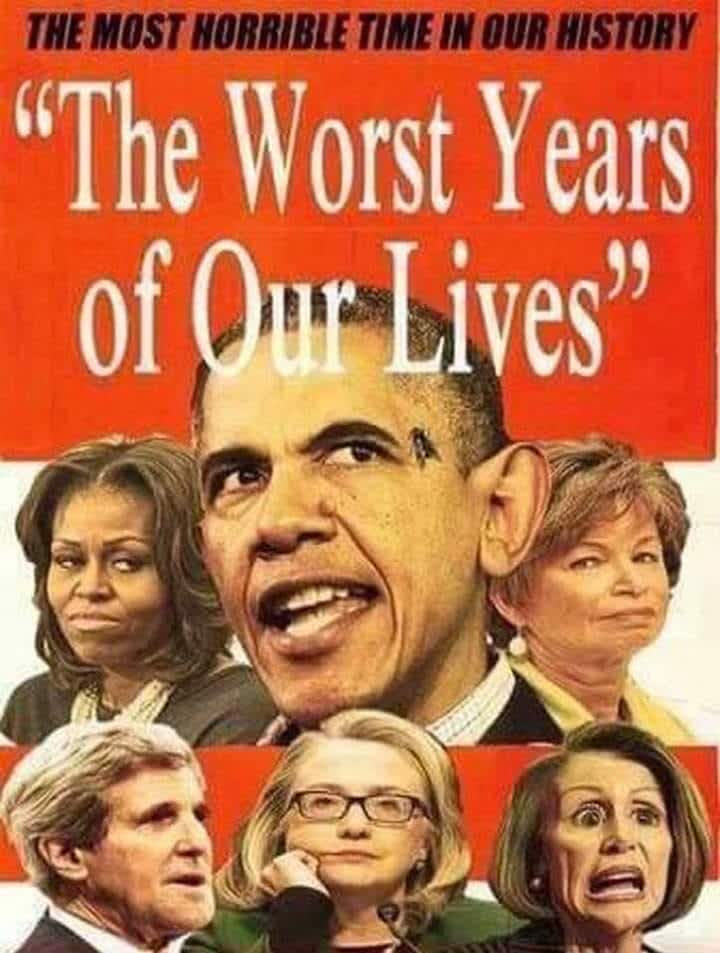 THE MOST HORRIBLE TIME IN OUR HISTORY
“The Worst Years
of Our Lives”